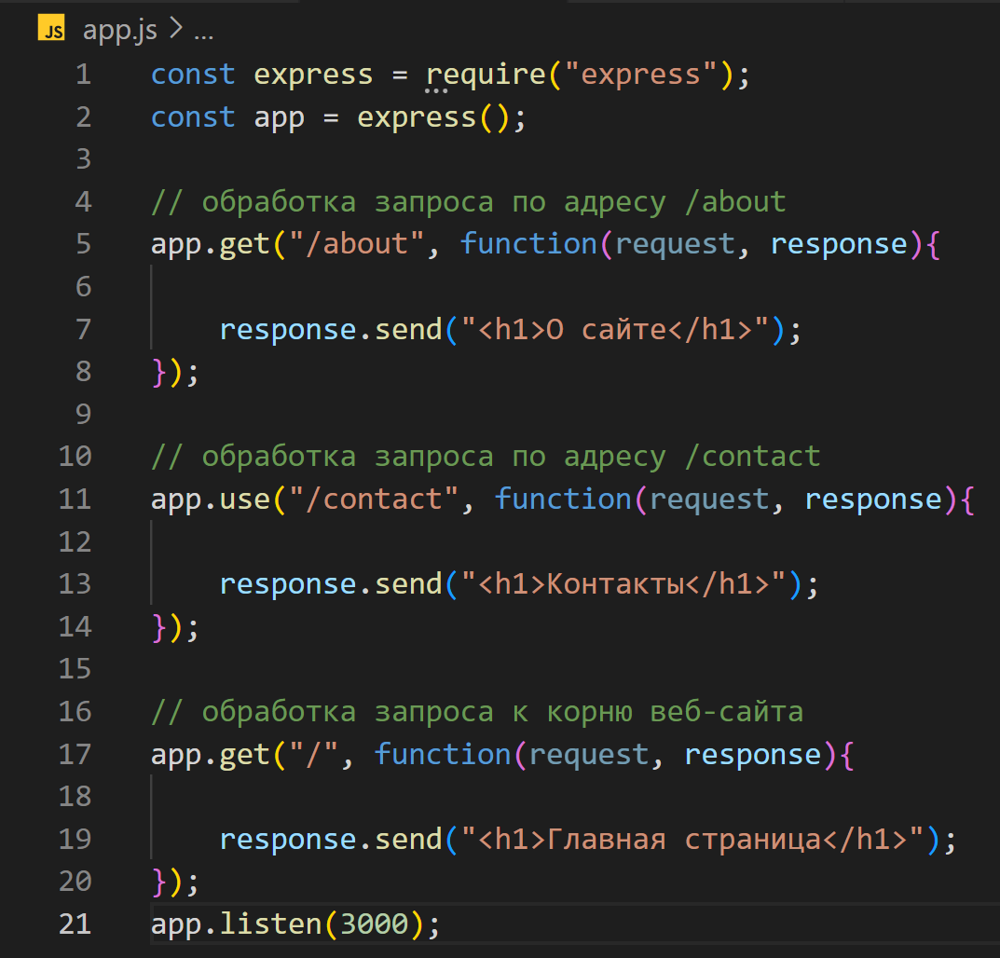 JS app.js > ...
1 const express = require("express");
2 const app = express();
3
4 // обработка запроса по адресу /about
5 app.get("/about", function(request, response){
6
7     response.send("<h1>О сайте</h1>");
8 });
9
10 // обработка запроса по адресу /contact
11 app.use("/contact", function(request, response){
12
13     response.send("<h1>Контакты</h1>");
14 });
15
16 // обработка запроса к корню веб-сайта
17 app.get("/", function(request, response){
18
19     response.send("<h1>Главная страница</h1>");
20 });
21 app.listen(3000);